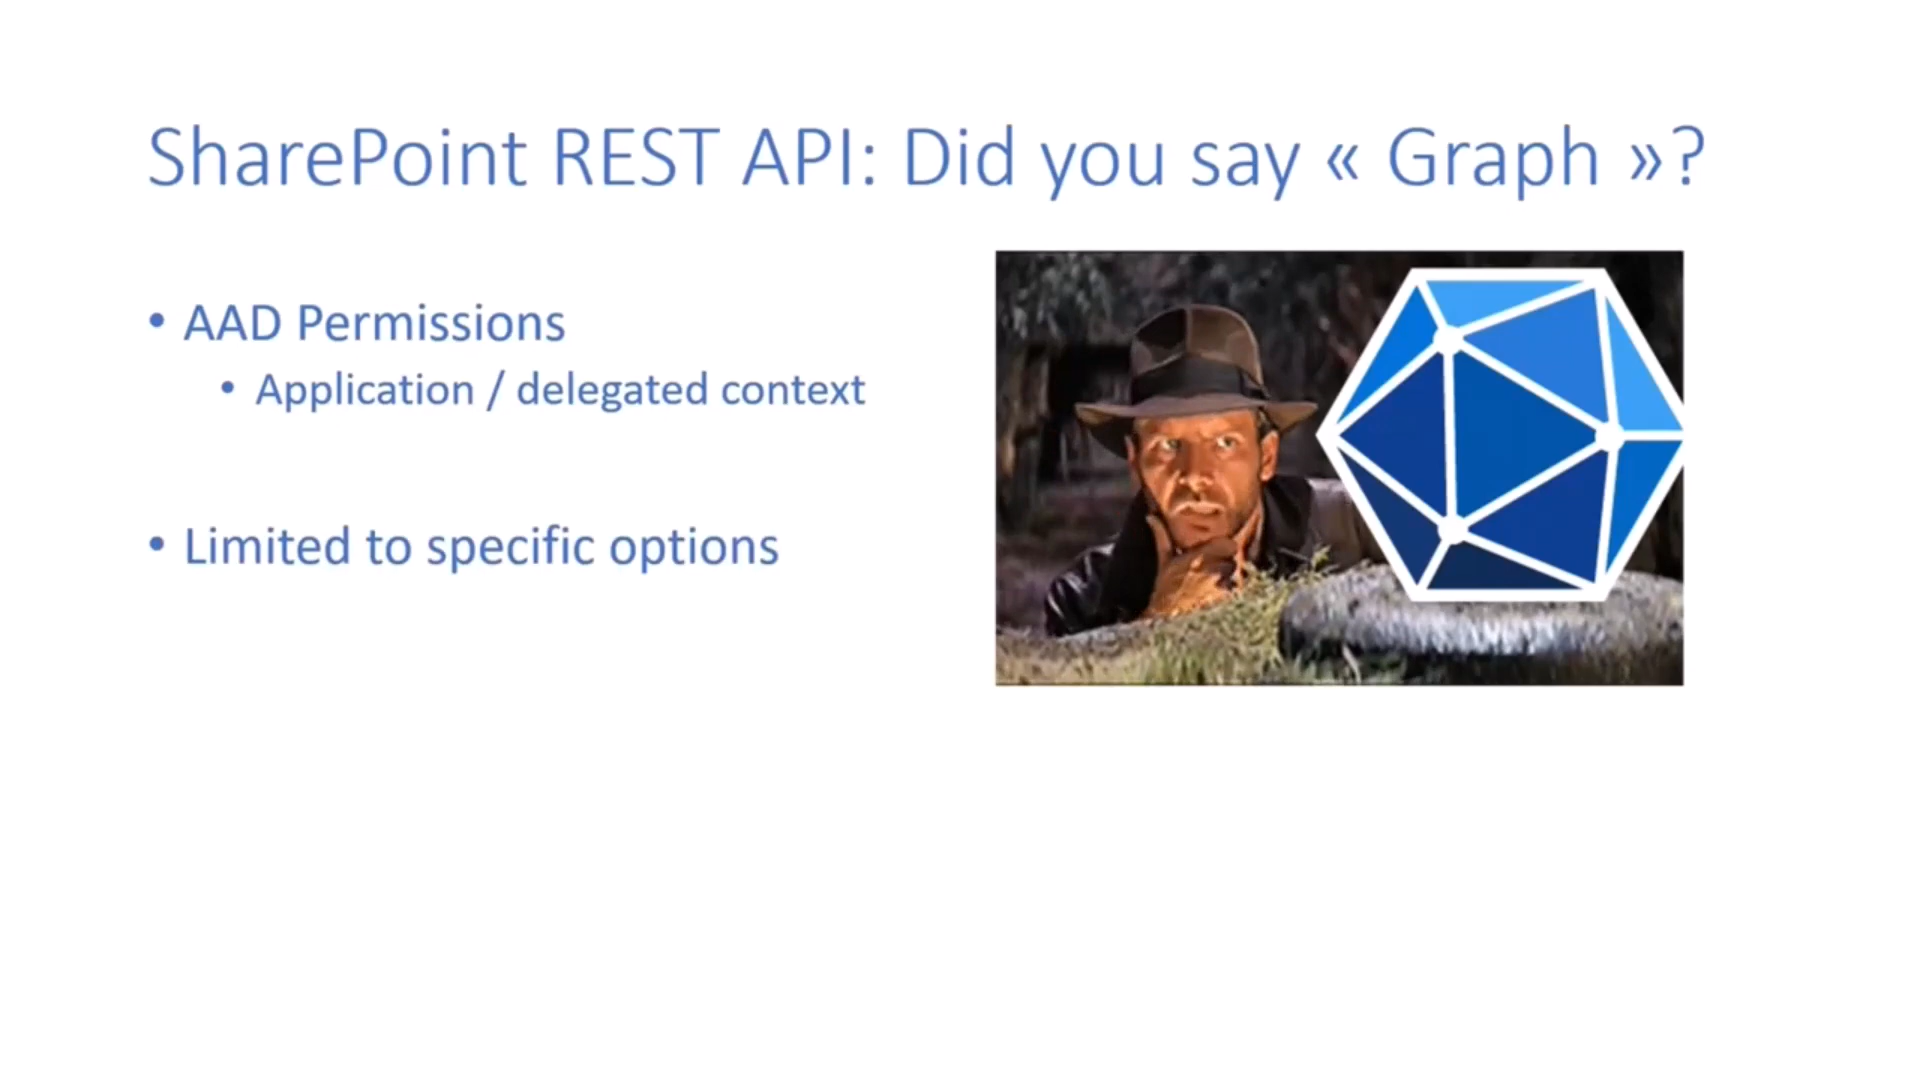 SharePoint REST API: Did you say « Graph »?
• AAD Permissions
• Application / delegated context
• Limited to specific options